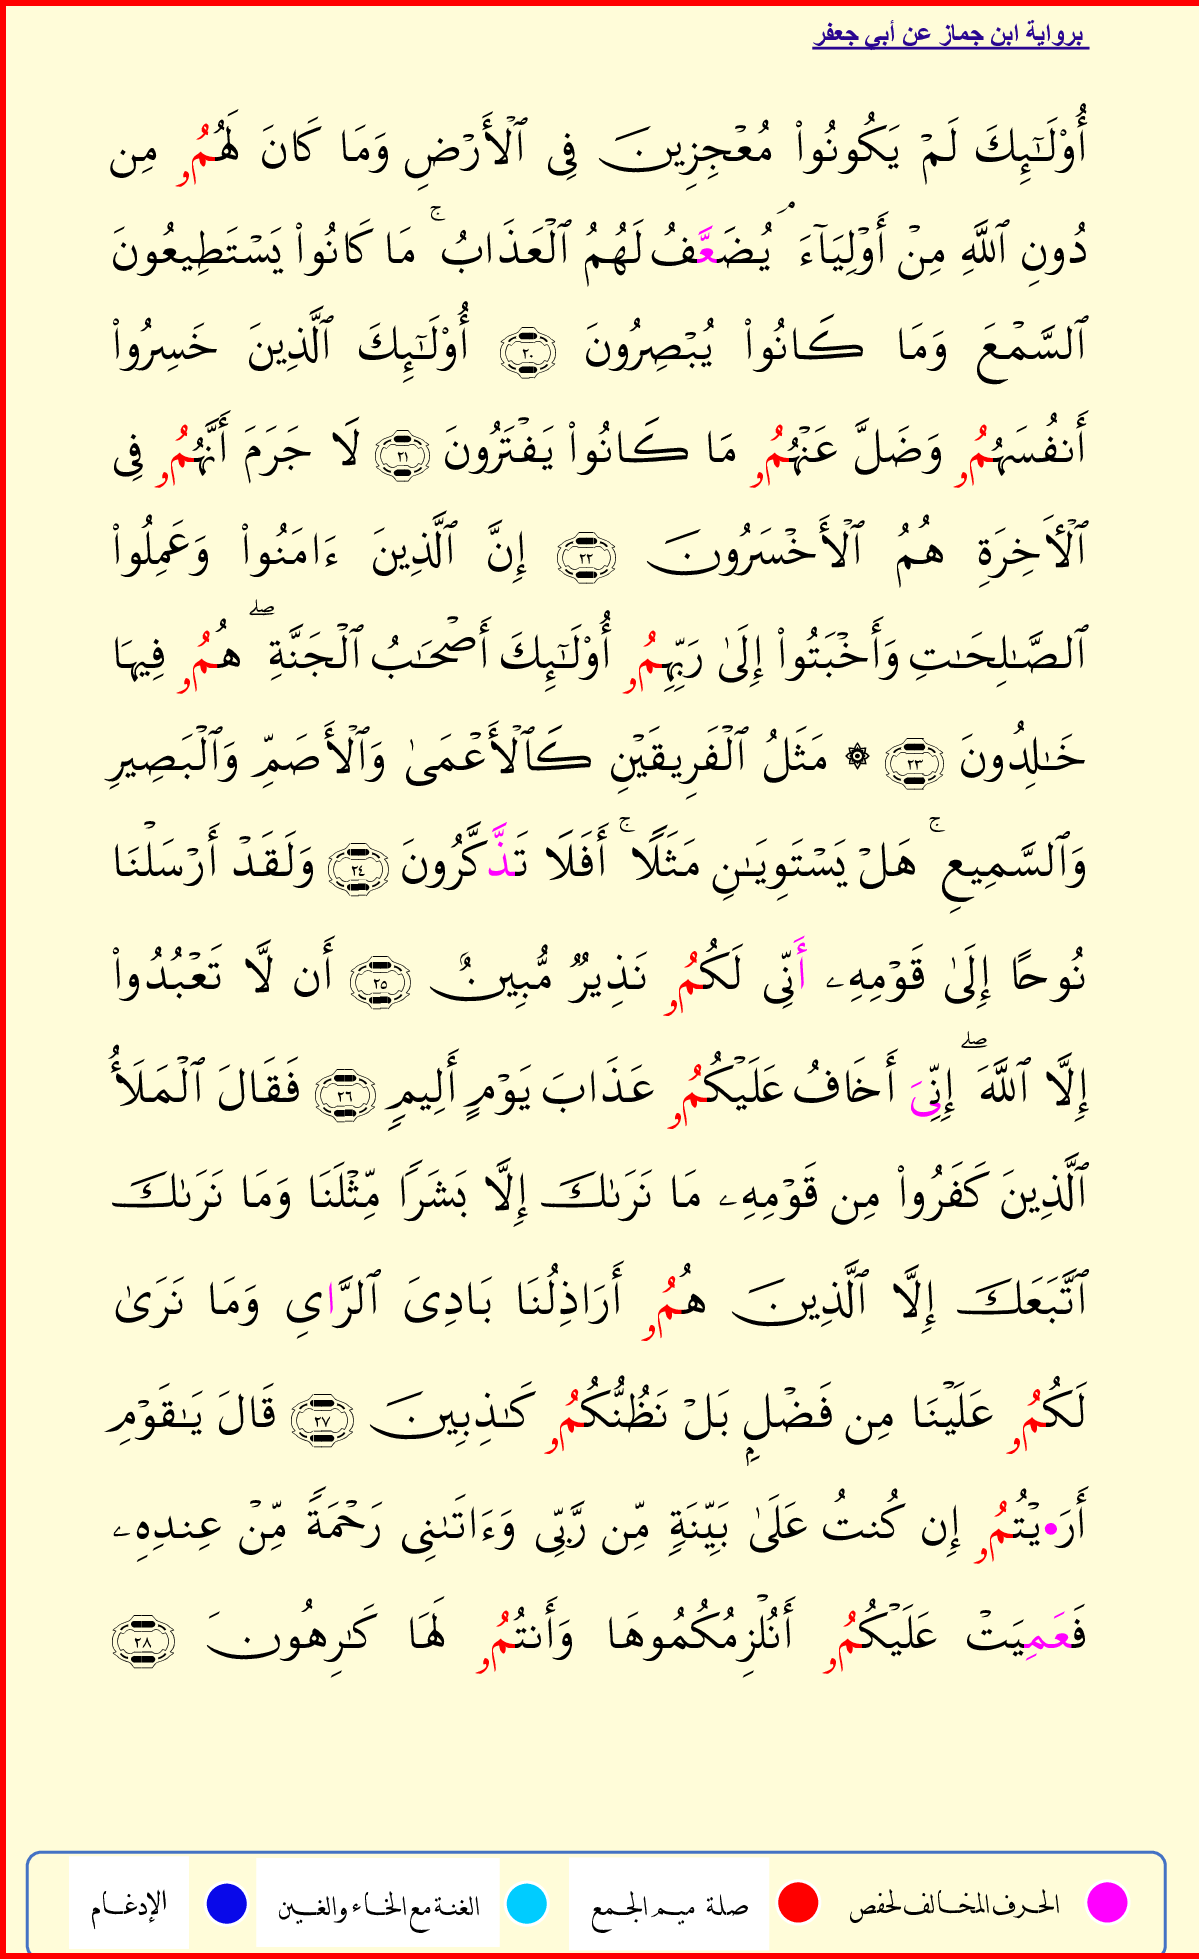 برواية ابن جماز عن أبي جعفر
أُوْلَـٰٓئِكَ لَمۡ يَكُونُواْ مُعۡجِزِينَ فِي ٱلۡأَرۡضِ وَمَا كَانَ لَهُمُۥ مِن
دُونِ ٱللَّهِ مِنۡ أَوۡلِيَآءَۘ يُضَعَّفُ لَهُمُ ٱلۡعَذَابُۚ مَا كَانُواْ يَسۡتَطِيعُونَ
ٱلسَّمۡعَ وَمَا كَانُواْ يُبۡصِرُونَ ٢٠ أُوْلَـٰٓئِكَ ٱلَّذِينَ خَسِرُواْ
أَنفُسَهُمُۥ وَضَلَّ عَنۡهُمُۥ مَا كَانُواْ يَفۡتَرُونَ ٢١ لَا جَرَمَ أَنَّهُمُۥ فِي
ٱلۡأٓخِرَةِ هُمُ ٱلۡأَخۡسَرُونَ ٢٢ إِنَّ ٱلَّذِينَ ءَامَنُواْ وَعَمِلُواْ
ٱلصَّـٰلِحَـٰتِ وَأَخۡبَتُواْ إِلَىٰ رَبِّهِمُۥ أُوْلَـٰٓئِكَ أَصۡحَـٰبُ ٱلۡجَنَّةِۖ هُمُۥ فِيهَا
خَـٰلِدُونَ ٢٣ ۞ مَثَلُ ٱلۡفَرِيقَيۡنِ كَٱلۡأَعۡمَىٰ وَٱلۡأَصَمِّ وَٱلۡبَصِيرِ
وَٱلسَّمِيعِۚ هَلۡ يَسۡتَوِيَـٰنِ مَثَلًاۚ أَفَلَا تَذَّكَّرُونَ ٢٤ وَلَقَدۡ أَرۡسَلۡنَا
نُوحًا إِلَىٰ قَوۡمِهِۦ أَنِّي لَكُمُۥ نَذِيرٌ مُّبِينٌ ٢٥ أَن لَّا تَعۡبُدُواْ
إِلَّا ٱللَّهَۖ إِنِّيَ أَخَافُ عَلَيۡكُمُۥ عَذَابَ يَوۡمٍ أَلِيمٍ ٢٦ فَقَالَ ٱلۡمَلَأُ
ٱلَّذِينَ كَفَرُواْ مِن قَوۡمِهِۦ مَا نَرَىٰكَ إِلَّا بَشَرًا مِّثۡلَنَا وَمَا نَرَىٰكَ
ٱتَّبَعَكَ إِلَّا ٱلَّذِينَ هُمُۥ أَرَاذِلُنَا بَادِيَ ٱلرَّايِ وَمَا نَرَىٰ
لَكُمُۥ عَلَيۡنَا مِن فَضۡلِۭ بَلۡ نَظُنُّكُمُۥ كَـٰذِبِينَ ٢٧ قَالَ يَـٰقَوۡمِ
أَرَ•يۡتُمُۥ إِن كُنتُ عَلَىٰ بَيِّنَةٍ مِّن رَّبِّي وَءَاتَىٰنِي رَحۡمَةً مِّنۡ عِندِهِۦ
فَعَمِيَتۡ عَلَيۡكُمُۥ أَنُلۡزِمُكُمُوهَا وَأَنتُمُۥ لَهَا كَـٰرِهُونَ ٢٨
الحرف المخالف لحفص صلة ميم الجمع الغنة مع الخاء والغين الإدغام